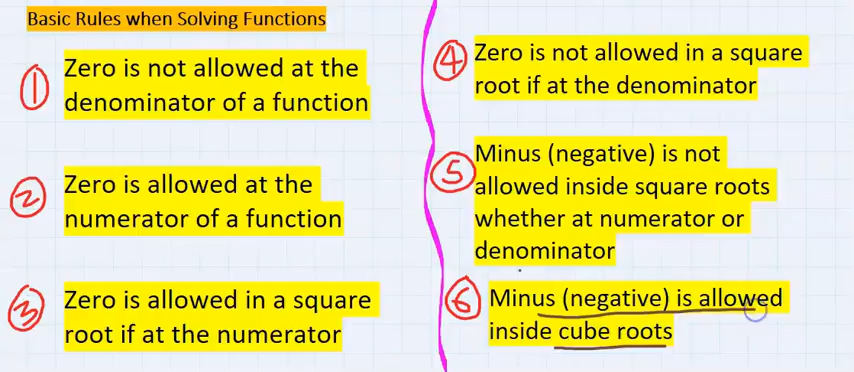 Basic Rules when Solving Functions
1
Zero is not allowed at the
denominator of a function
2
Zero is allowed at the
numerator of a function
3
Zero is allowed in a square
root if at the numerator
4
Zero is not allowed in a square
root if at the denominator
5
Minus (negative) is not
allowed inside square roots
whether at numerator or
denominator
6
Minus (negative) is allowed
inside cube roots